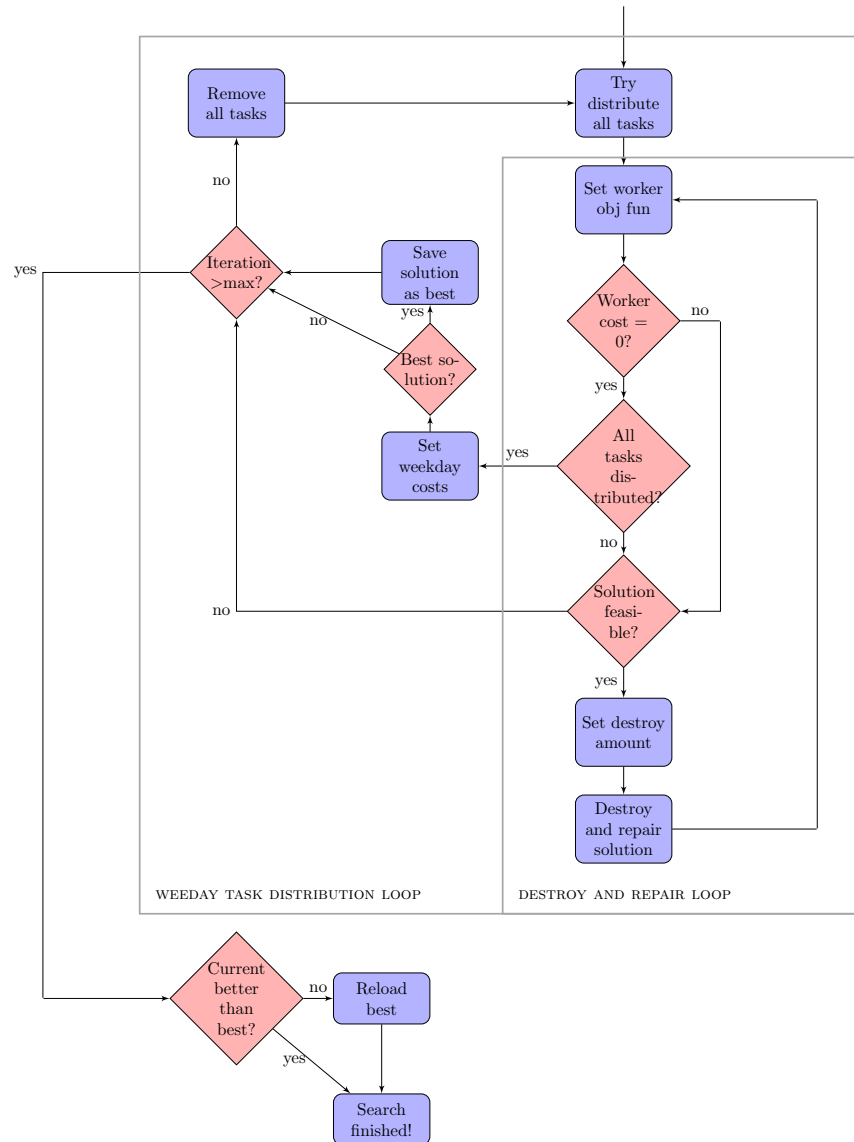 Remove
all tasks
Try
distribute
all tasks
no
Set worker
obj fun
yes
Iteration
>max?
Save
solution
as best
no
yes
Worker
cost =
0?
no
Best so-
lution?
yes
Set
weekday
costs
yes
All
tasks
dis-
tributed?
no
no
Solution
feasi-
ble?
yes
Set destroy
amount
Destroy
and repair
solution
WEEDAY TASK DISTRIBUTION LOOP
DESTROY AND REPAIR LOOP
Current
better
than
best?
no
Reload
best
yes
Search
finished!